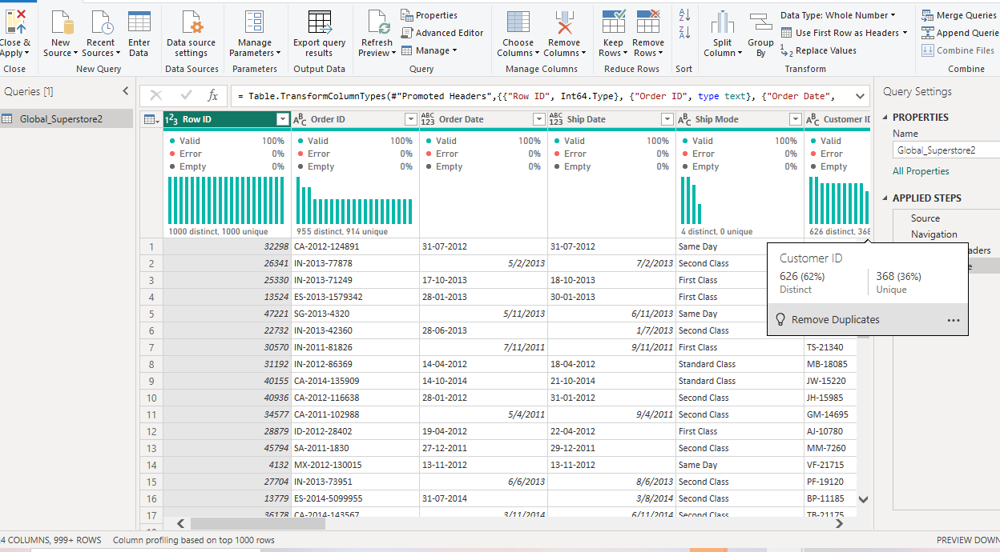 Close &
Apply
Close
New
Source
Recent
Sources
Enter
Data
New Query
Data source
settings
Data Sources
Manage
Parameters
Parameters
Export query
results
Output Data
Refresh
Preview
Properties
Advanced Editor
Manage
Query
Choose
Columns
Remove
Columns
Manage Columns
Keep
Rows
Remove
Rows
Reduce Rows
A
Z
Z
A
Sort
Split
Column
Group
By
Data Type: Whole Number
Use First Row as Headers
1
2 Replace Values
Transform
Merge Queries
Append Querie
Combine Files
Combine
Queries [1]
Global_Superstore2
fx
= Table.TransformColumnTypes(#"Promoted Headers",{{"Row ID", Int64.Type}, {"Order ID", type text}, {"Order Date",
123 Row ID ABC Order ID ABC 123 Order Date ABC 123 Ship Date ABC Ship Mode ABC Customer ID
Valid 100% Valid 100% Valid 100% Valid 100% Valid 100% Valid
Error 0% Error 0% Error 0% Error 0% Error 0% Error
Empty 0% Empty 0% Empty 0% Empty 0% Empty 0% Empty
1000 distinct, 1000 unique 955 distinct, 914 unique 4 distinct, 0 unique 626 distinct, 368
1 32298 CA-2012-124891 31-07-2012 31-07-2012 Same Day
2 26341 IN-2013-77878 5/2/2013 7/2/2013 Second Class
3 25330 IN-2013-71249 17-10-2013 18-10-2013 First Class
4 13524 ES-2013-1579342 28-01-2013 30-01-2013 First Class
5 47221 SG-2013-4320 5/11/2013 6/11/2013 Same Day
6 22732 IN-2013-42360 28-06-2013 1/7/2013 Second Class
7 30570 IN-2011-81826 7/11/2011 9/11/2011 First Class TS-21340
8 31192 IN-2012-86369 14-04-2012 18-04-2012 Standard Class MB-18085
9 40155 CA-2014-135909 14-10-2014 21-10-2014 Standard Class JW-15220
10 40936 CA-2012-116638 28-01-2012 31-01-2012 Second Class JH-15985
11 34577 CA-2011-102988 5/4/2011 9/4/2011 Second Class GM-14695
12 28879 ID-2012-28402 19-04-2012 22-04-2012 First Class AJ-10780
13 45794 SA-2011-1830 27-12-2011 29-12-2011 Second Class MM-7260
14 4132 MX-2012-130015 13-11-2012 13-11-2012 Same Day VF-21715
15 27704 IN-2013-73951 6/6/2013 8/6/2013 Second Class PF-19120
16 13779 ES-2014-5099955 31-07-2014 3/8/2014 Second Class BP-11185
17 36178 CA-2014-143567 3/11/2014 6/11/2014 Second Class TB-21175
Customer ID
626 (62%) 368 (36%)
Distinct Unique
Remove Duplicates
Query Settings
PROPERTIES
Name
Global_Superstore2
All Properties
APPLIED STEPS
Source
Navigation
aders
e
4 COLUMNS, 999+ ROWS Column profiling based on top 1000 rows
PREVIEW DOWN